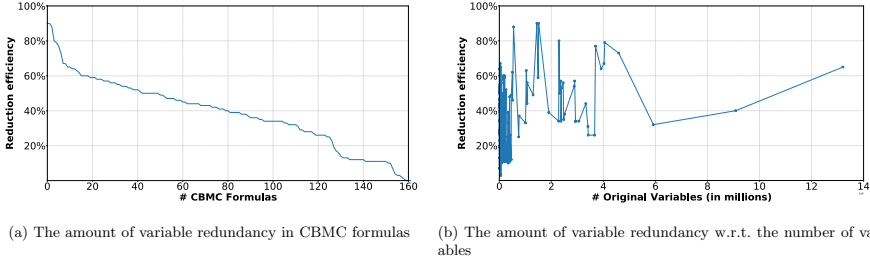 100%
80%
60%
40%
20%
Reduction efficiency
0 20 40 60 80 100 120 140 160
# CBMC Formulas
100%
80%
60%
40%
20%
Reduction efficiency
0 2 4 6 8 10 12 14
# Original Variables (in millions)
(a) The amount of variable redundancy in CBMC formulas
(b) The amount of variable redundancy w.r.t. the number of va
ables